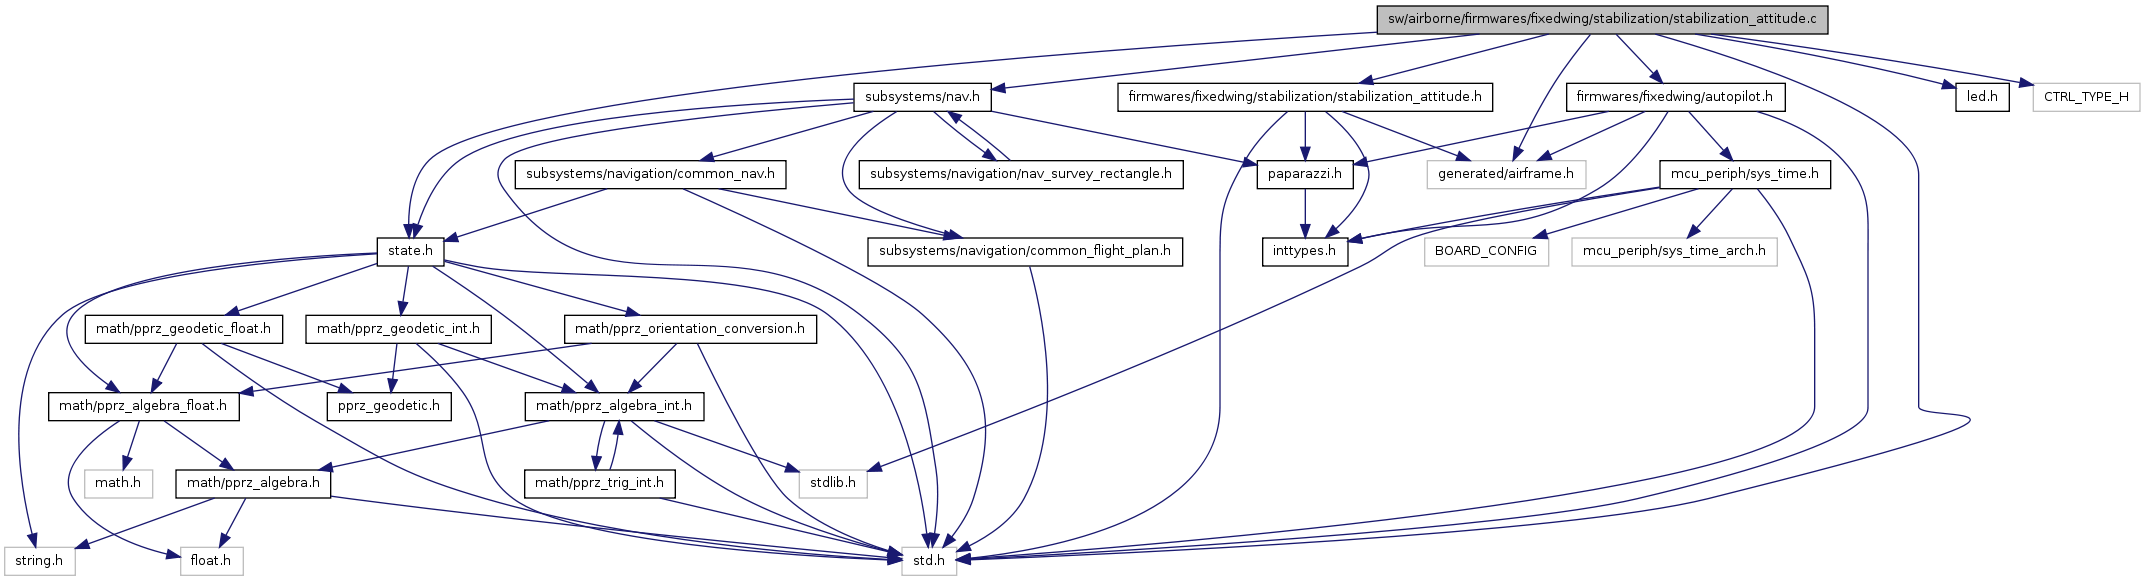 sw/airborne/firmwares/fixedwing/stabilization/stabilization_attitude.c
subsystems/nav.h
firmwares/fixedwing/stabilization/stabilization_attitude.h
firmwares/fixedwing/autopilot.h
led.h
CTRL_TYPE_H
subsystems/navigation/common_nav.h
subsystems/navigation/nav_survey_rectangle.h
paparazzi.h
generated/airframe.h
mcu_periph/sys_time.h
state.h
subsystems/navigation/common_flight_plan.h
inttypes.h
BOARD_CONFIG
mcu_periph/sys_time_arch.h
math/pprz_geodetic_float.h
math/pprz_geodetic_int.h
math/pprz_orientation_conversion.h
math/pprz_algebra_float.h
pprz_geodetic.h
math/pprz_algebra_int.h
math.h
math/pprz_algebra.h
math/pprz_trig_int.h
stdlib.h
string.h
float.h
std.h